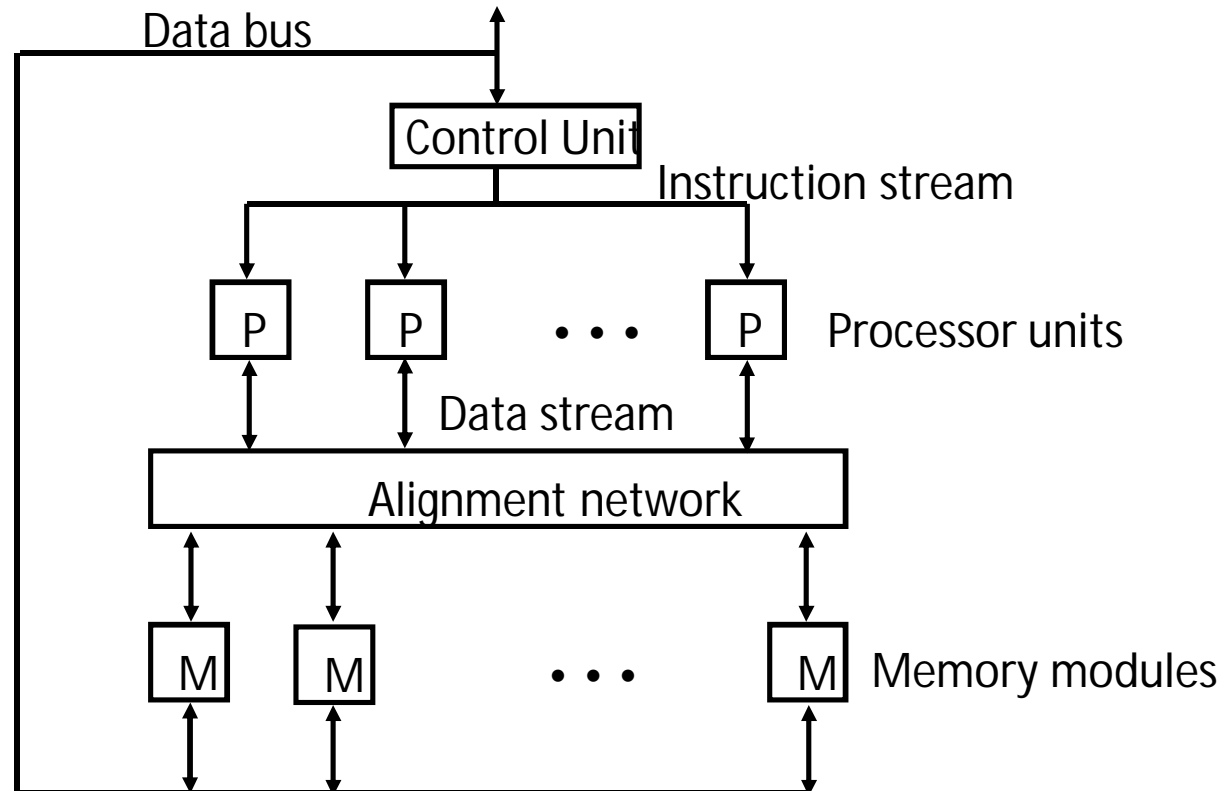 Data bus
Control Unit
Instruction stream
P P • • • P Processor units
Data stream
Alignment network
M M • • • M Memory modules